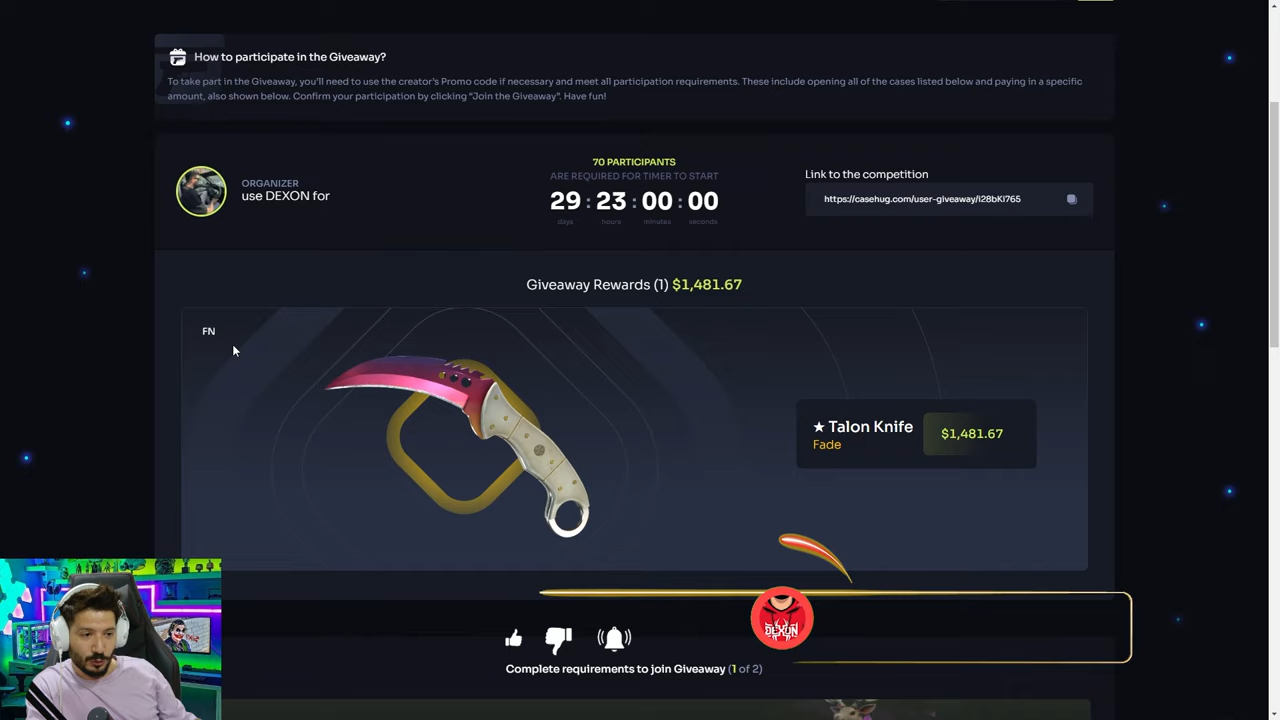 How to participate in the Giveaway?
To take part in the Giveaway, you'll need to use the creator's Promo code if necessary and meet all participation requirements. These include opening all of the cases listed below and paying in a specific
amount, also shown below. Confirm your participation by clicking "Join the Giveaway". Have fun!
ORGANIZER
use DEXON for
70 PARTICIPANTS
ARE REQUIRED FOR TIMER TO START
29 : 23 : 00 : 00
days hours minutes seconds
Link to the competition
https://casehug.com/user-giveaway/i28bKI765
Giveaway Rewards (1) $1,481.67
FN
★ Talon Knife
Fade
$1,481.67
DEXON
Complete requirements to join Giveaway (1 of 2)